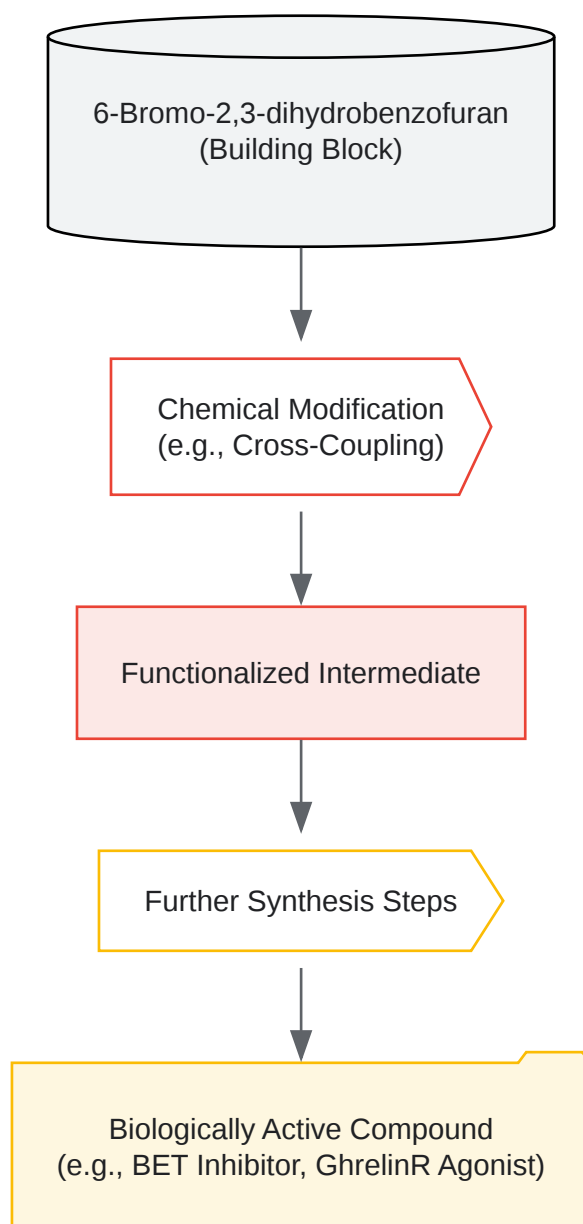 6-Bromo-2,3-dihydrobenzofuran
(Building Block)
Chemical Modification
(e.g., Cross-Coupling)
Functionalized Intermediate
Further Synthesis Steps
Biologically Active Compound
(e.g., BET Inhibitor, GhrelinR Agonist)